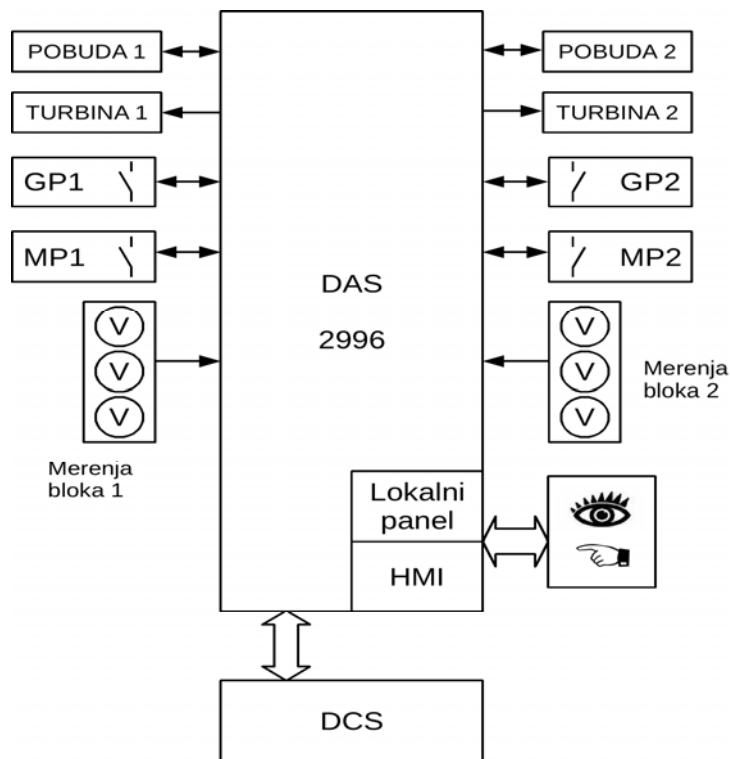 POBUDA 1
POBUDA 2
TURBINA 1
TURBINA 2
GP1
GP2
MP1
MP2
DAS
2996
V
V
V
V
V
V
Merenja
bloka 1
Merenja
bloka 2
Lokalni
panel
HMI
DCS